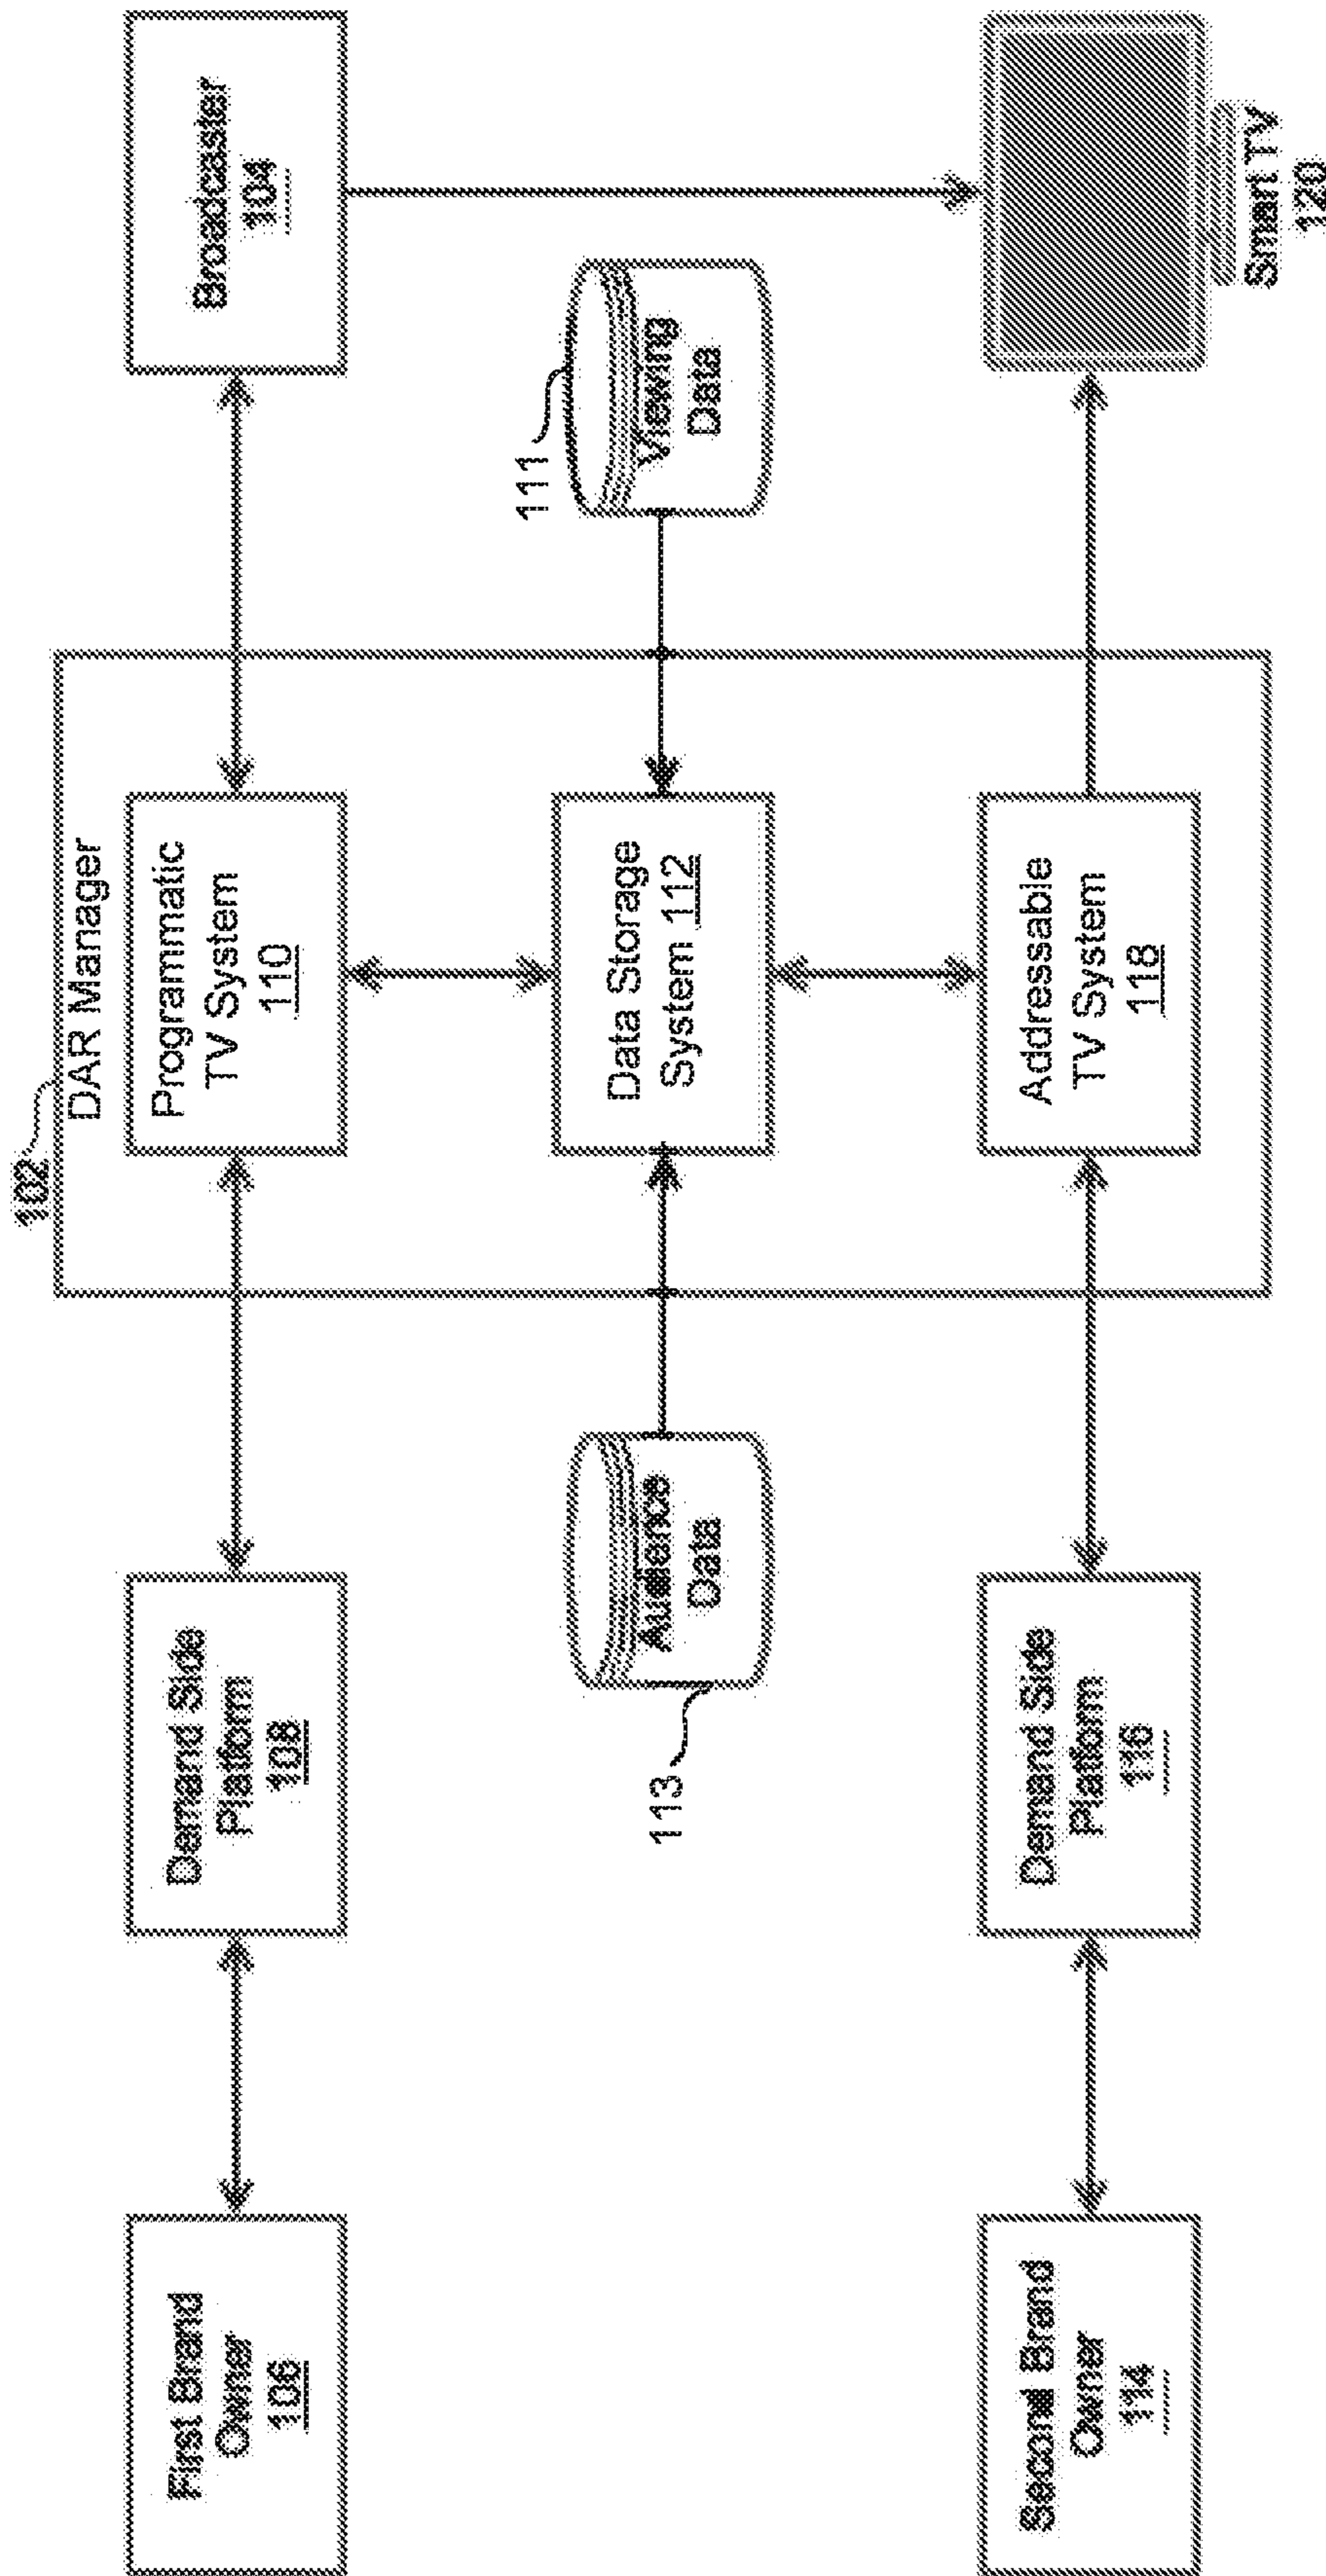 102
DAR Manager
First Brand
Owner
106
Demand Side
Platform
108
Programmatic
TV System
110
Broadcaster
104
113
Audience
Data
Data Storage
System 112
111
Viewing
Data
Second Brand
Owner
114
Demand Side
Platform
116
Addressable
TV System
118
Smart TV
120